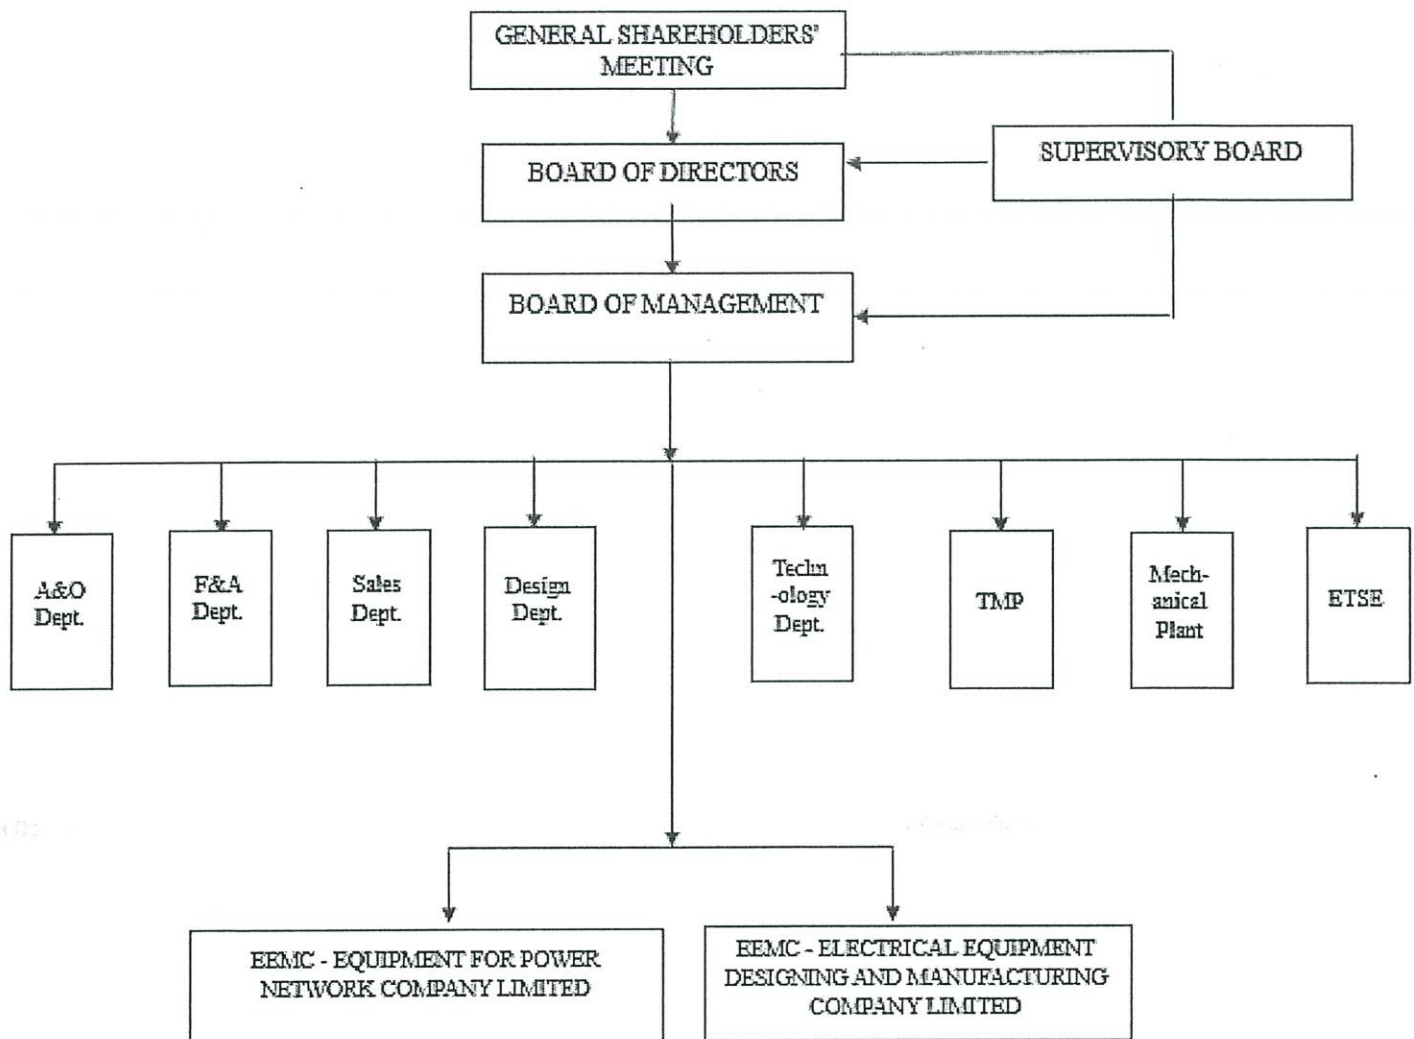 GENERAL SHAREHOLDERS'
MEETING
BOARD OF DIRECTORS
SUPERVISORY BOARD
BOARD OF MANAGEMENT
A&O
Dept.
F&A
Dept.
Sales
Dept.
Design
Dept.
Techn
-ology
Dept.
TMP
Mech-
anical
Plant
ETSE
EEMC - EQUIPMENT FOR POWER
NETWORK COMPANY LIMITED
EEMC - ELECTRICAL EQUIPMENT
DESIGNING AND MANUFACTURING
COMPANY LIMITED